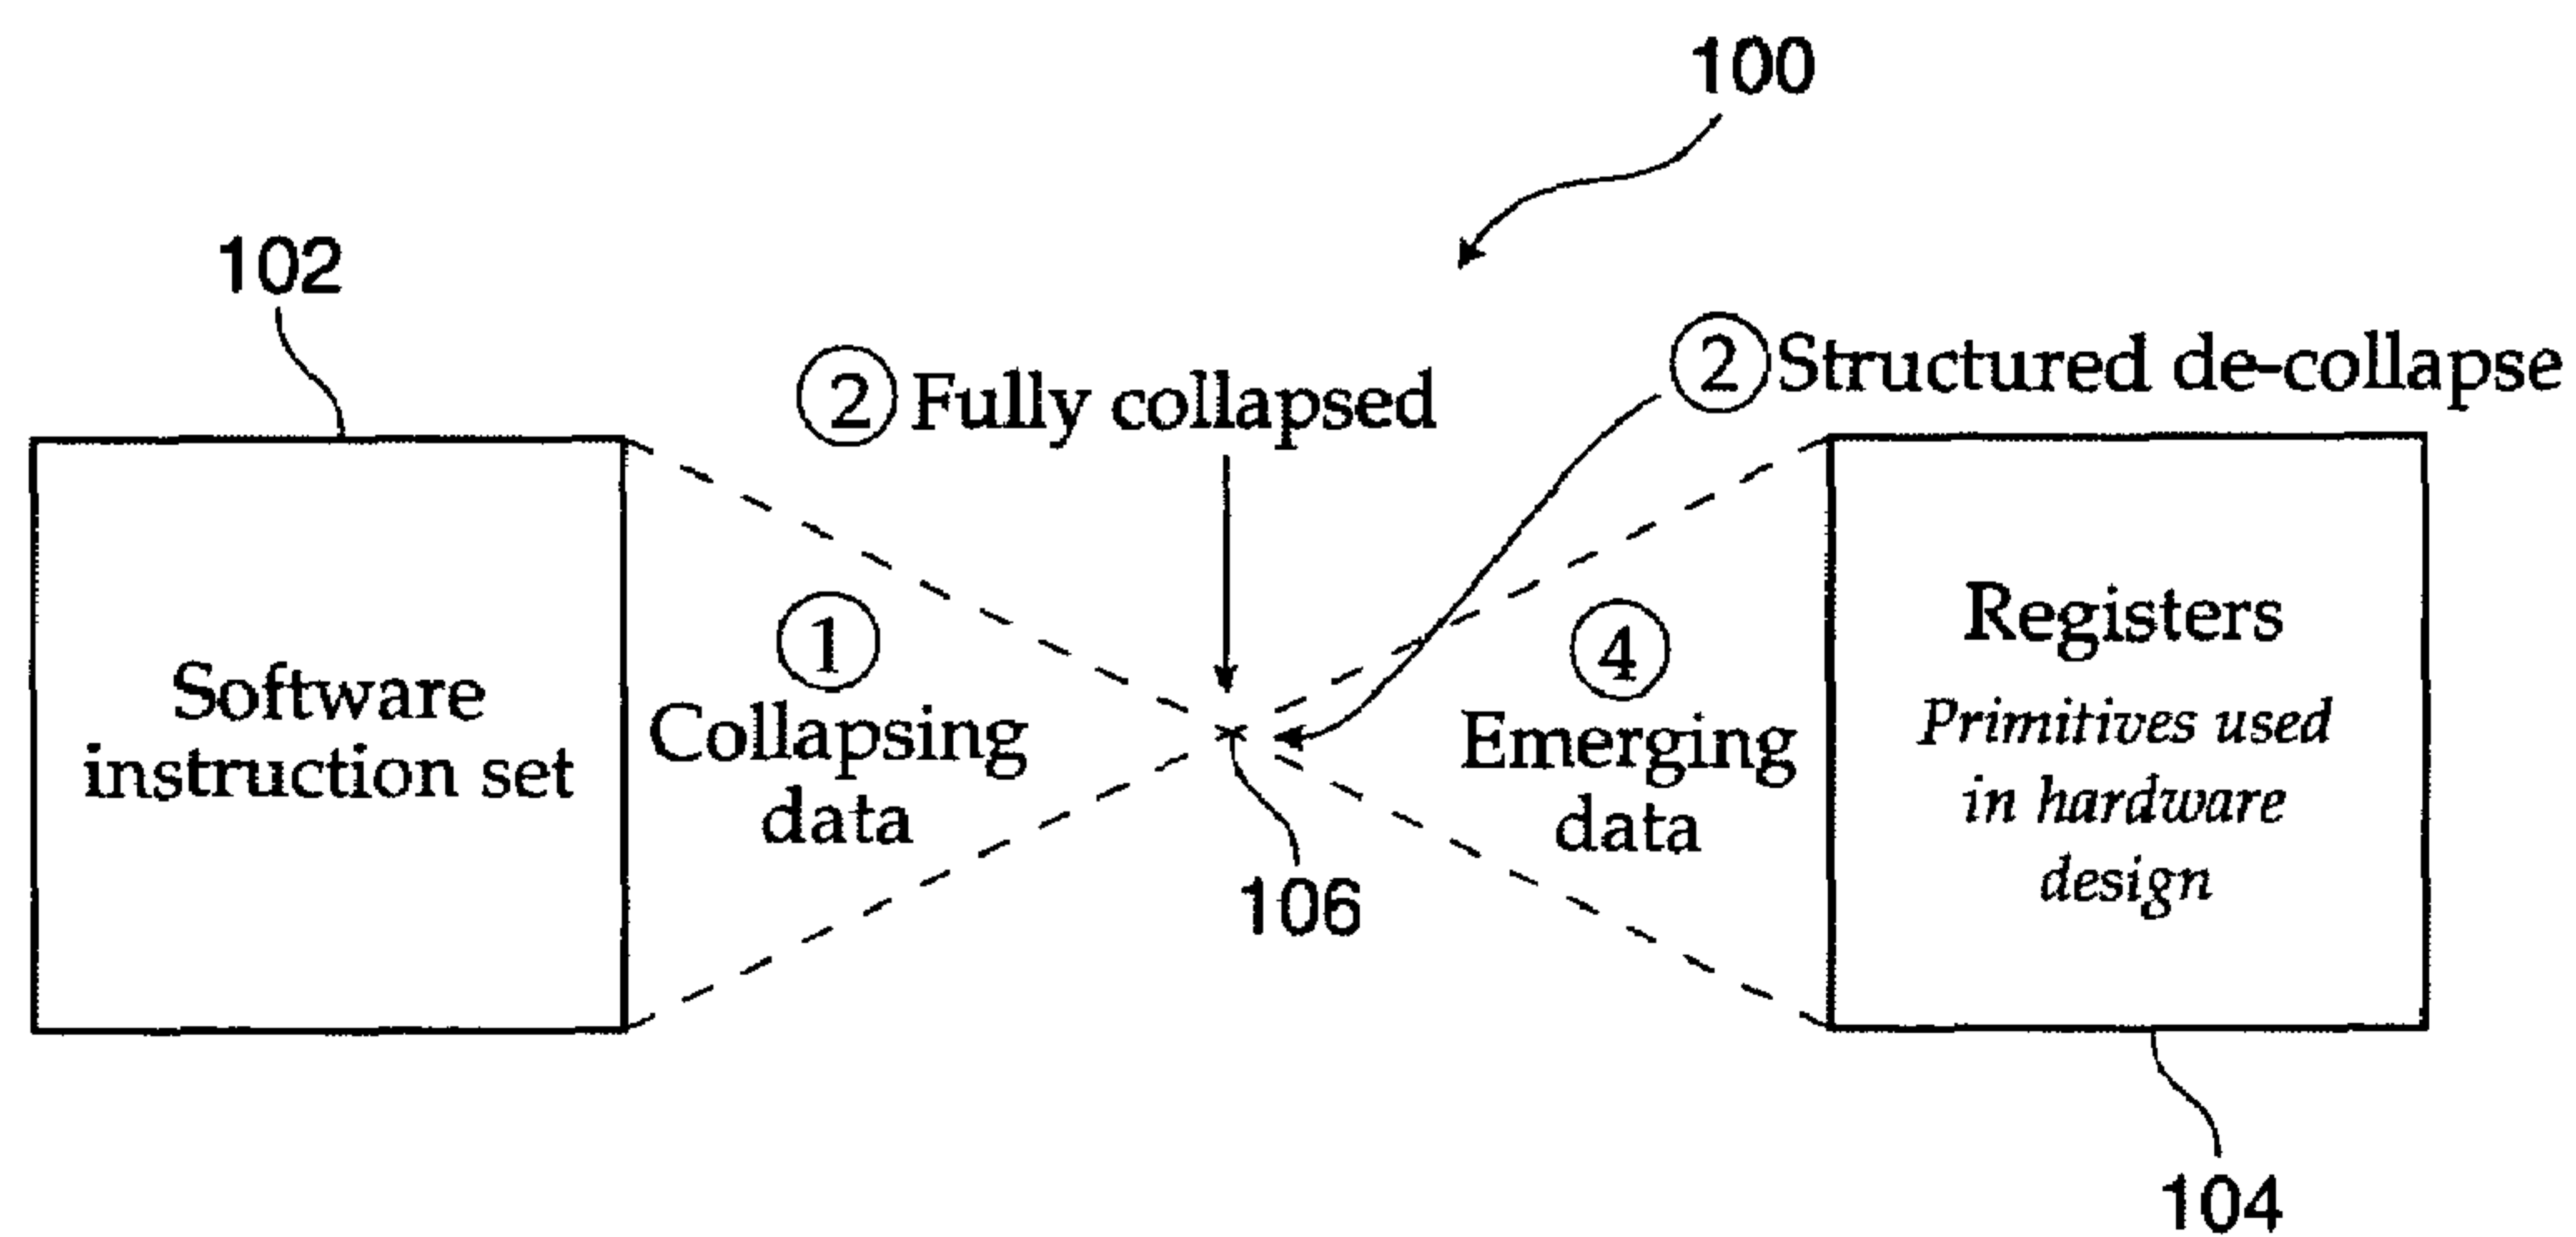 100
102
② Fully collapsed
② Structured de-collapse
Software
instruction set
①
Collapsing
data
④
Emerging
data
Registers
Primitives used
in hardware
design
106
104